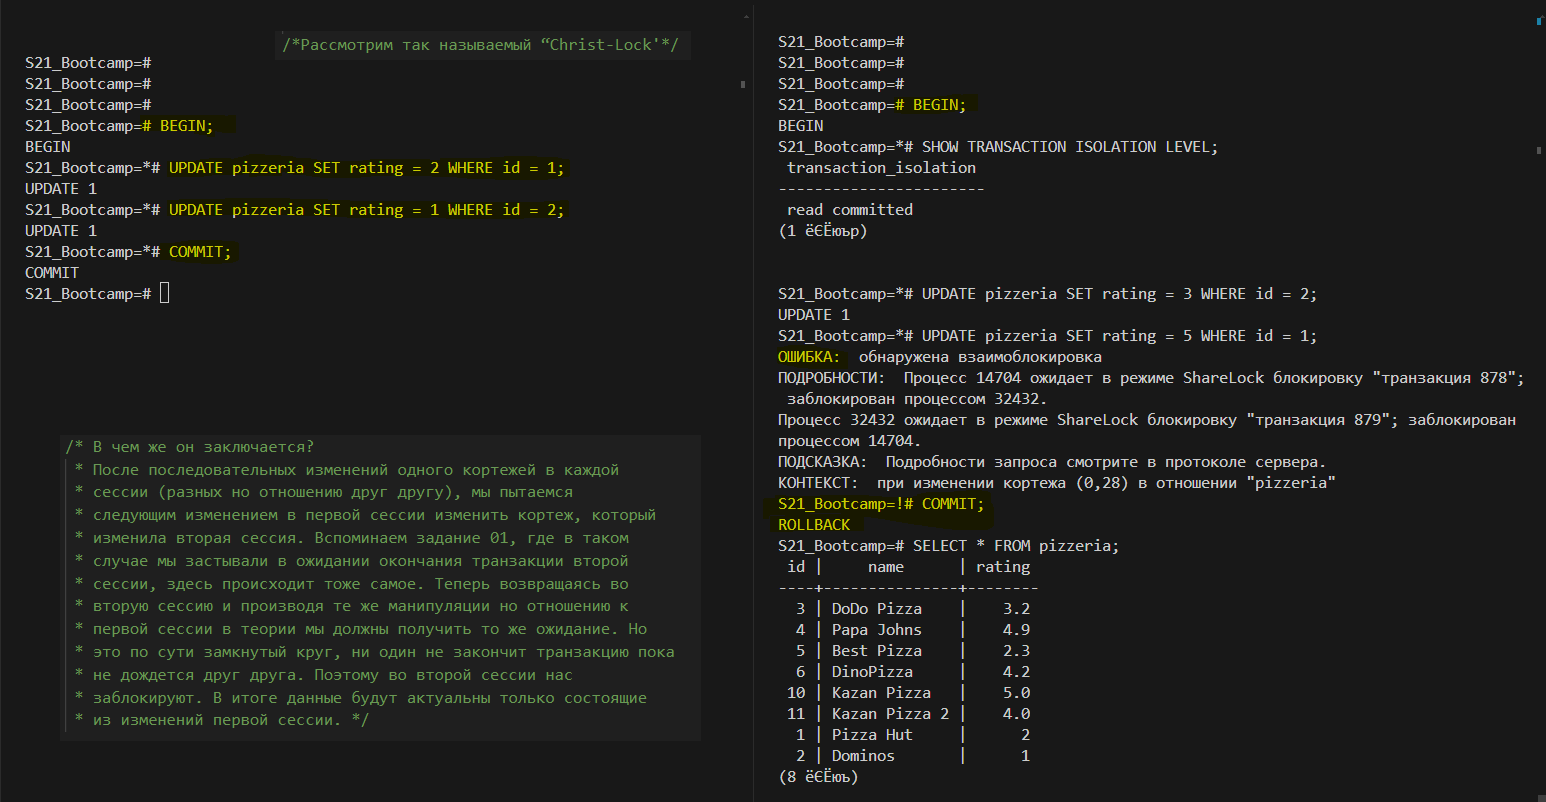 /*Рассмотрим так называемый “Christ-Lock'*/
S21_Bootcamp=#
S21_Bootcamp=#
S21_Bootcamp=#
S21_Bootcamp=# BEGIN;
BEGIN
S21_Bootcamp=*# UPDATE pizzeria SET rating = 2 WHERE id = 1;
UPDATE 1
S21_Bootcamp=*# UPDATE pizzeria SET rating = 1 WHERE id = 2;
UPDATE 1
S21_Bootcamp=*# COMMIT;
COMMIT
S21_Bootcamp=#
/* В чем же он заключается?
* После последовательных изменений одного кортежей в каждой
* сессии (разных но отношению друг другу), мы пытаемся
* следующим изменением в первой сессии изменить кортеж, который
* изменила вторая сессия. Вспоминаем задание 01, где в таком
* случае мы застывали в ожидании окончания транзакции второй
* сессии, здесь происходит тоже самое. Теперь возвращаясь во
* вторую сессию и производя те же манипуляции но отношению к
* первой сессии в теории мы должны получить то же ожидание. Но
* это по сути замкнутый круг, ни один не закончит транзакцию пока
* не дождется друг друга. Поэтому во второй сессии нас
* заблокируют. В итоге данные будут актуальны только состоящие
* из изменений первой сессии. */
S21_Bootcamp=#
S21_Bootcamp=#
S21_Bootcamp=#
S21_Bootcamp=# BEGIN;
BEGIN
S21_Bootcamp=*# SHOW TRANSACTION ISOLATION LEVEL;
transaction_isolation
-----------------------
read committed
(1 ёЄЁюър)
S21_Bootcamp=*# UPDATE pizzeria SET rating = 3 WHERE id = 2;
UPDATE 1
S21_Bootcamp=*# UPDATE pizzeria SET rating = 5 WHERE id = 1;
ОШИБКА:  обнаружена взаимоблокировка
ПОДРОБНОСТИ:  Процесс 14704 ожидает в режиме ShareLock блокировку "транзакция 878";
заблокирован процессом 32432.
Процесс 32432 ожидает в режиме ShareLock блокировку "транзакция 879"; заблокирован
процессом 14704.
ПОДСКАЗКА:  Подробности запроса смотрите в протоколе сервера.
КОНТЕКСТ:  при изменении кортежа (0,28) в отношении "pizzeria"
S21_Bootcamp=!# COMMIT;
ROLLBACK
S21_Bootcamp=# SELECT * FROM pizzeria;
id |     name      | rating
----+---------------+--------
3 | DoDo Pizza    |    3.2
4 | Papa Johns    |    4.9
5 | Best Pizza    |    2.3
6 | DinoPizza     |    4.2
10 | Kazan Pizza   |    5.0
11 | Kazan Pizza 2 |    4.0
1 | Pizza Hut     |      2
2 | Dominos       |      1
(8 ёЄЁюъ)